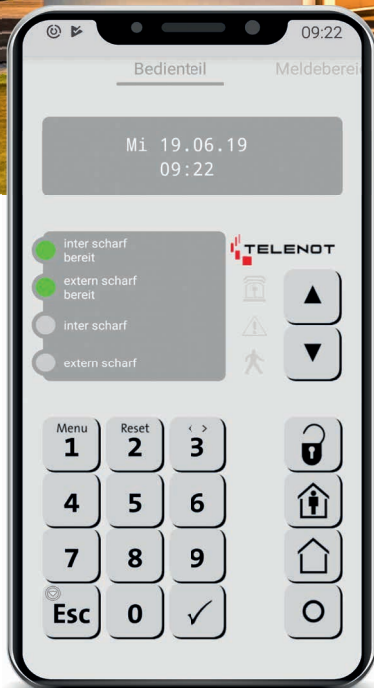 09:22
Bedienteil Meldeberei
Mi 19.06.19
09:22
inter scharf
bereit
extern scharf
bereit
inter scharf
extern scharf
TELENOT
Menu Reset < >
1 2 3
4 5 6
7 8 9
Esc 0